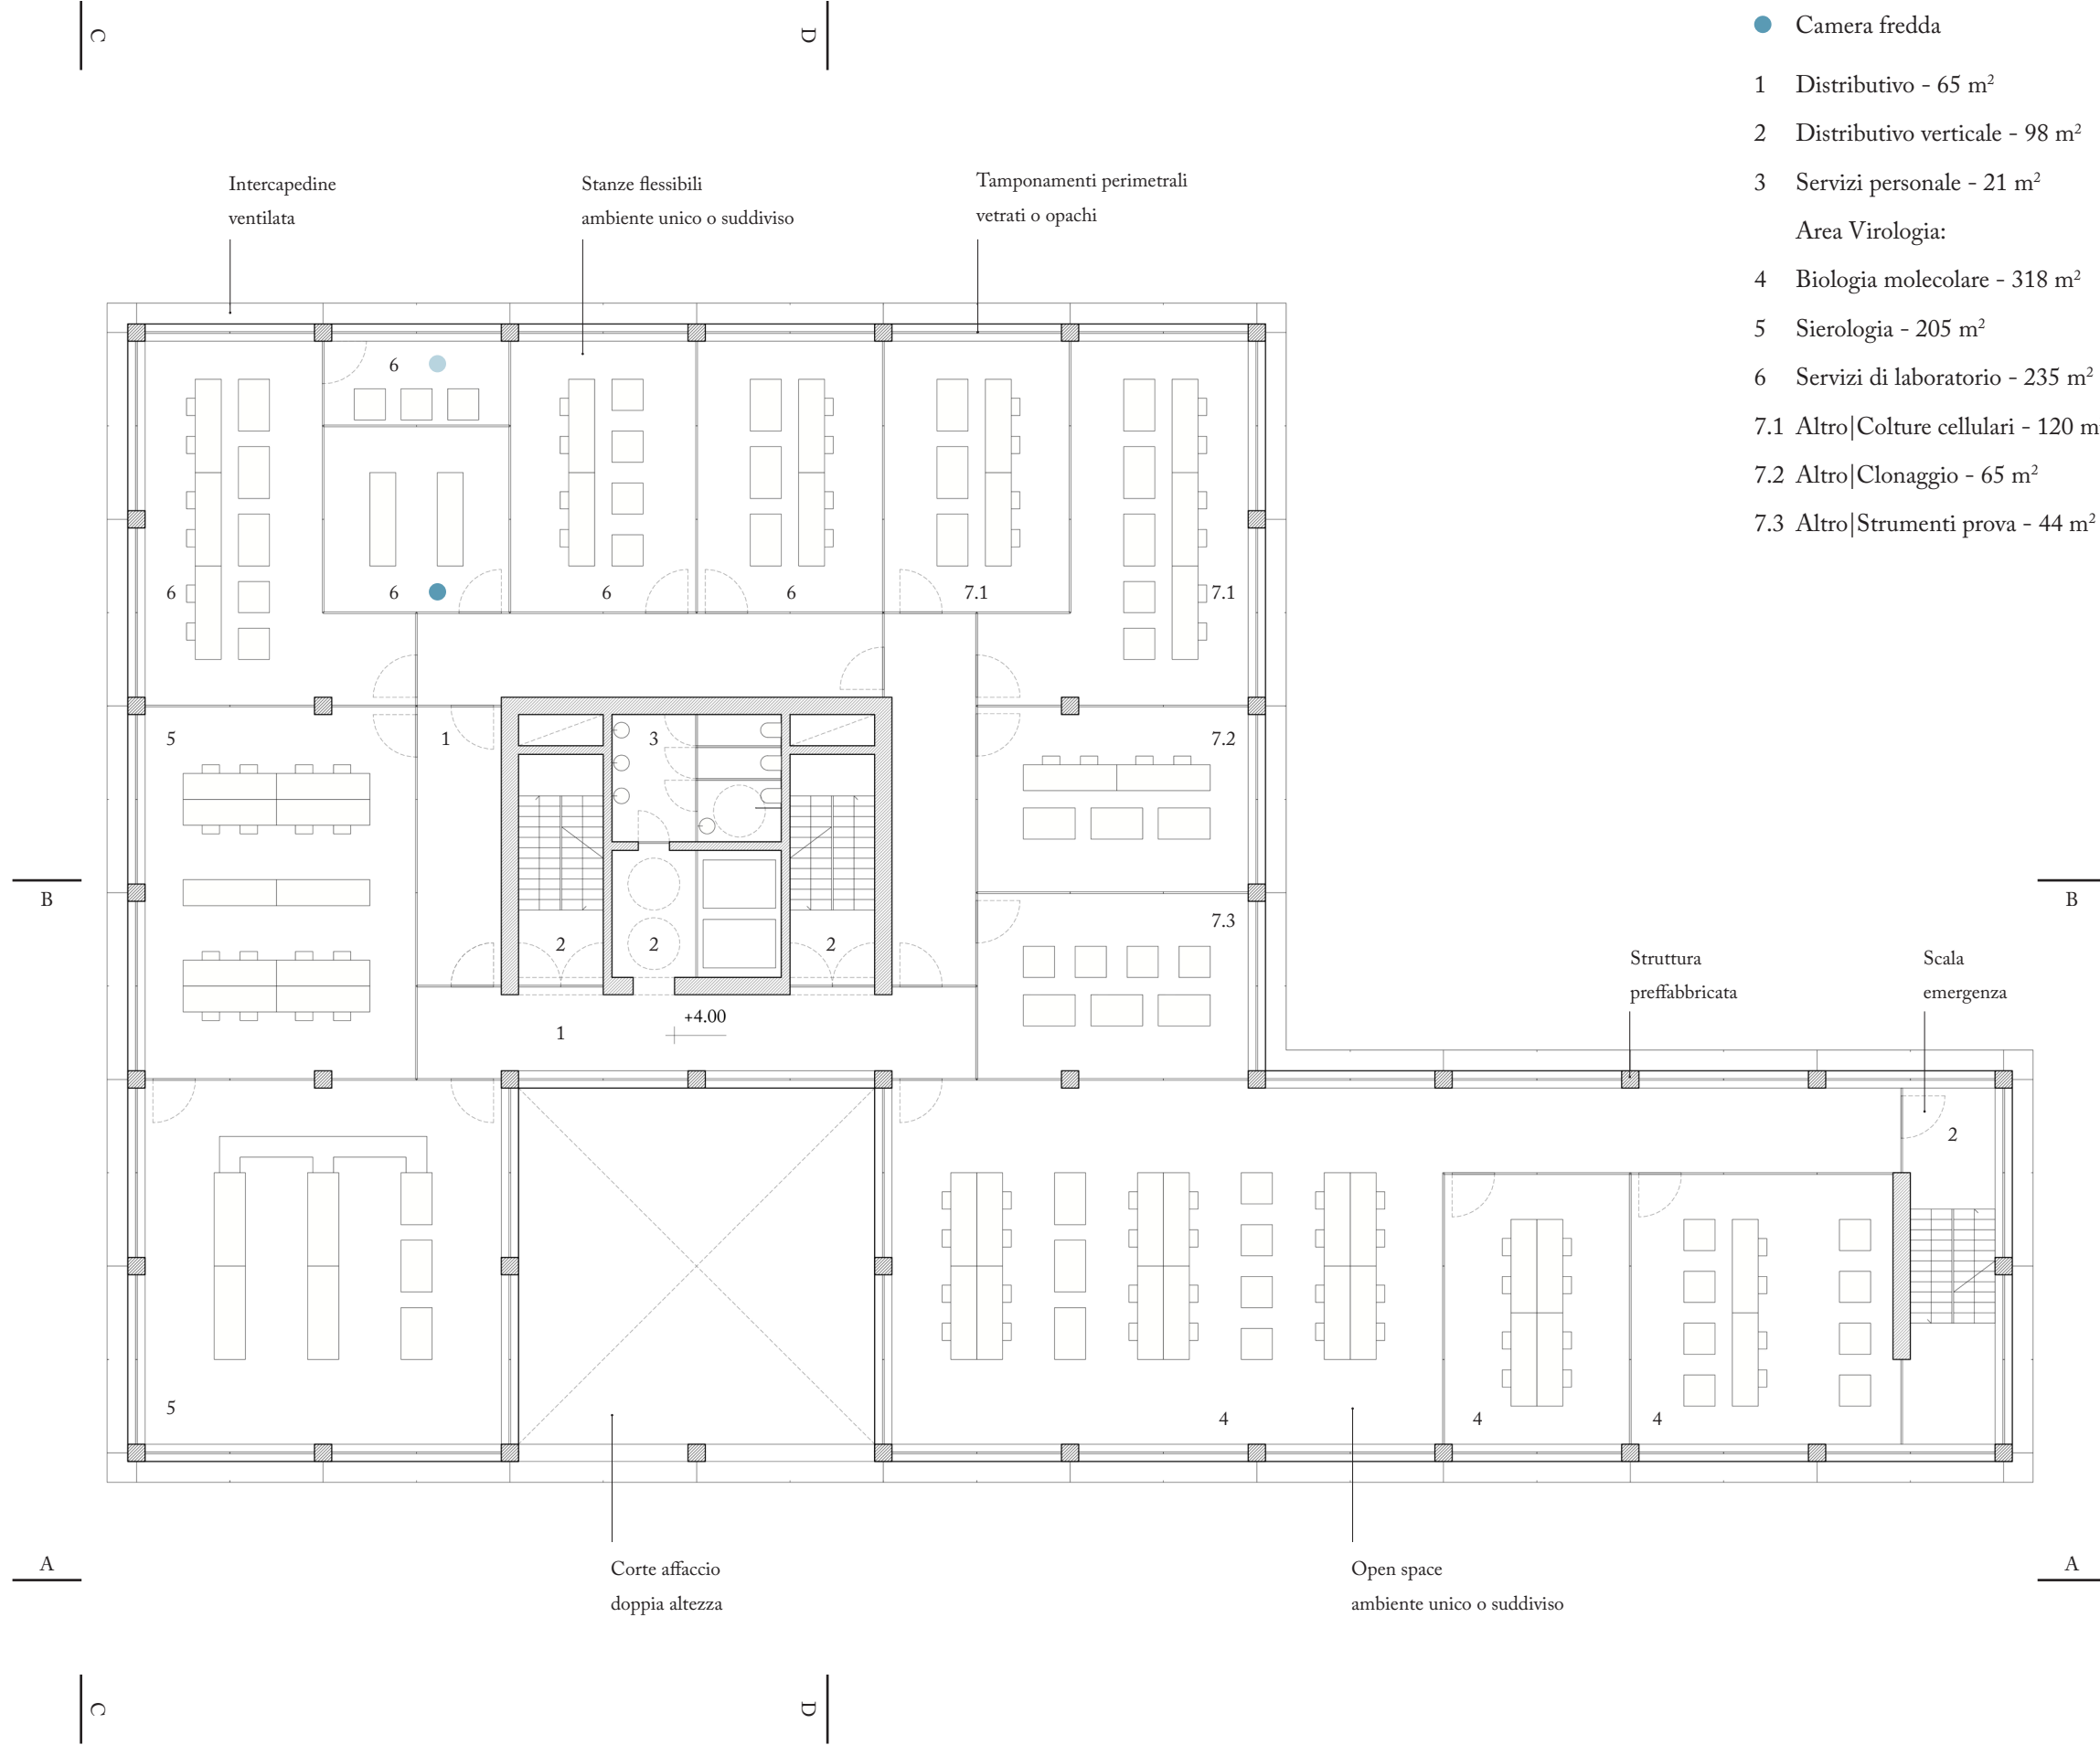 C
D
Camera fredda
1 Distributivo - 65 m²
2 Distributivo verticale - 98 m²
3 Servizi personale - 21 m²
Area Virologia:
4 Biologia molecolare - 318 m²
5 Sierologia - 205 m²
6 Servizi di laboratorio - 235 m²
7.1 Altro|Colture cellulari - 120 m
7.2 Altro|Clonaggio - 65 m²
7.3 Altro|Strumenti prova - 44 m²
Intercapedine
ventilata
Stanze flessibili
ambiente unico o suddiviso
Tamponamenti perimetrali
vetrati o opachi
6
6
6
6
6
7.1
7.1
5
1
3
7.2
B
B
2
2
2
7.3
Struttura
preffabbricata
Scala
emergenza
+4.00
1
2
5
4
4
4
A
A
Corte affaccio
doppia altezza
Open space
ambiente unico o suddiviso
C
D